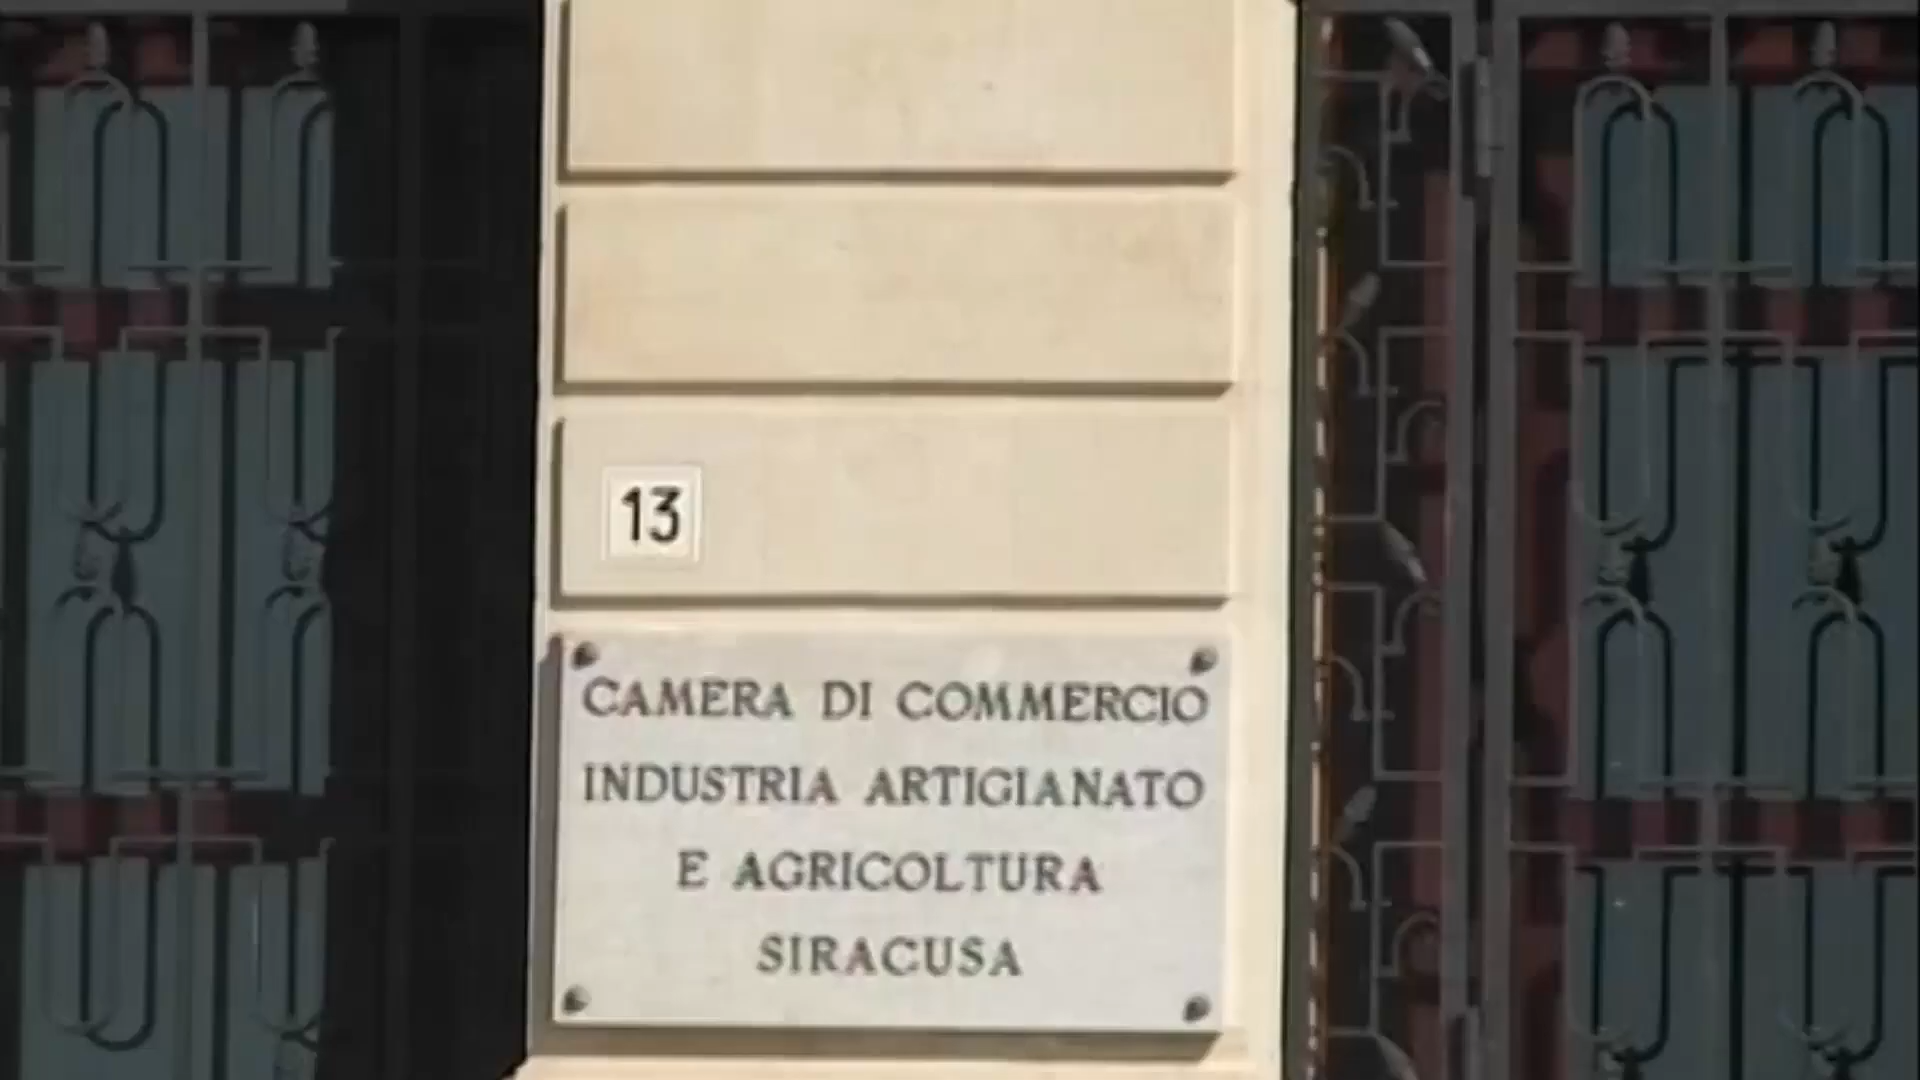 13
CAMERA DI COMMERCIO
INDUSTRIA ARTIGIANATO
E AGRICOLTURA
SIRACUSA